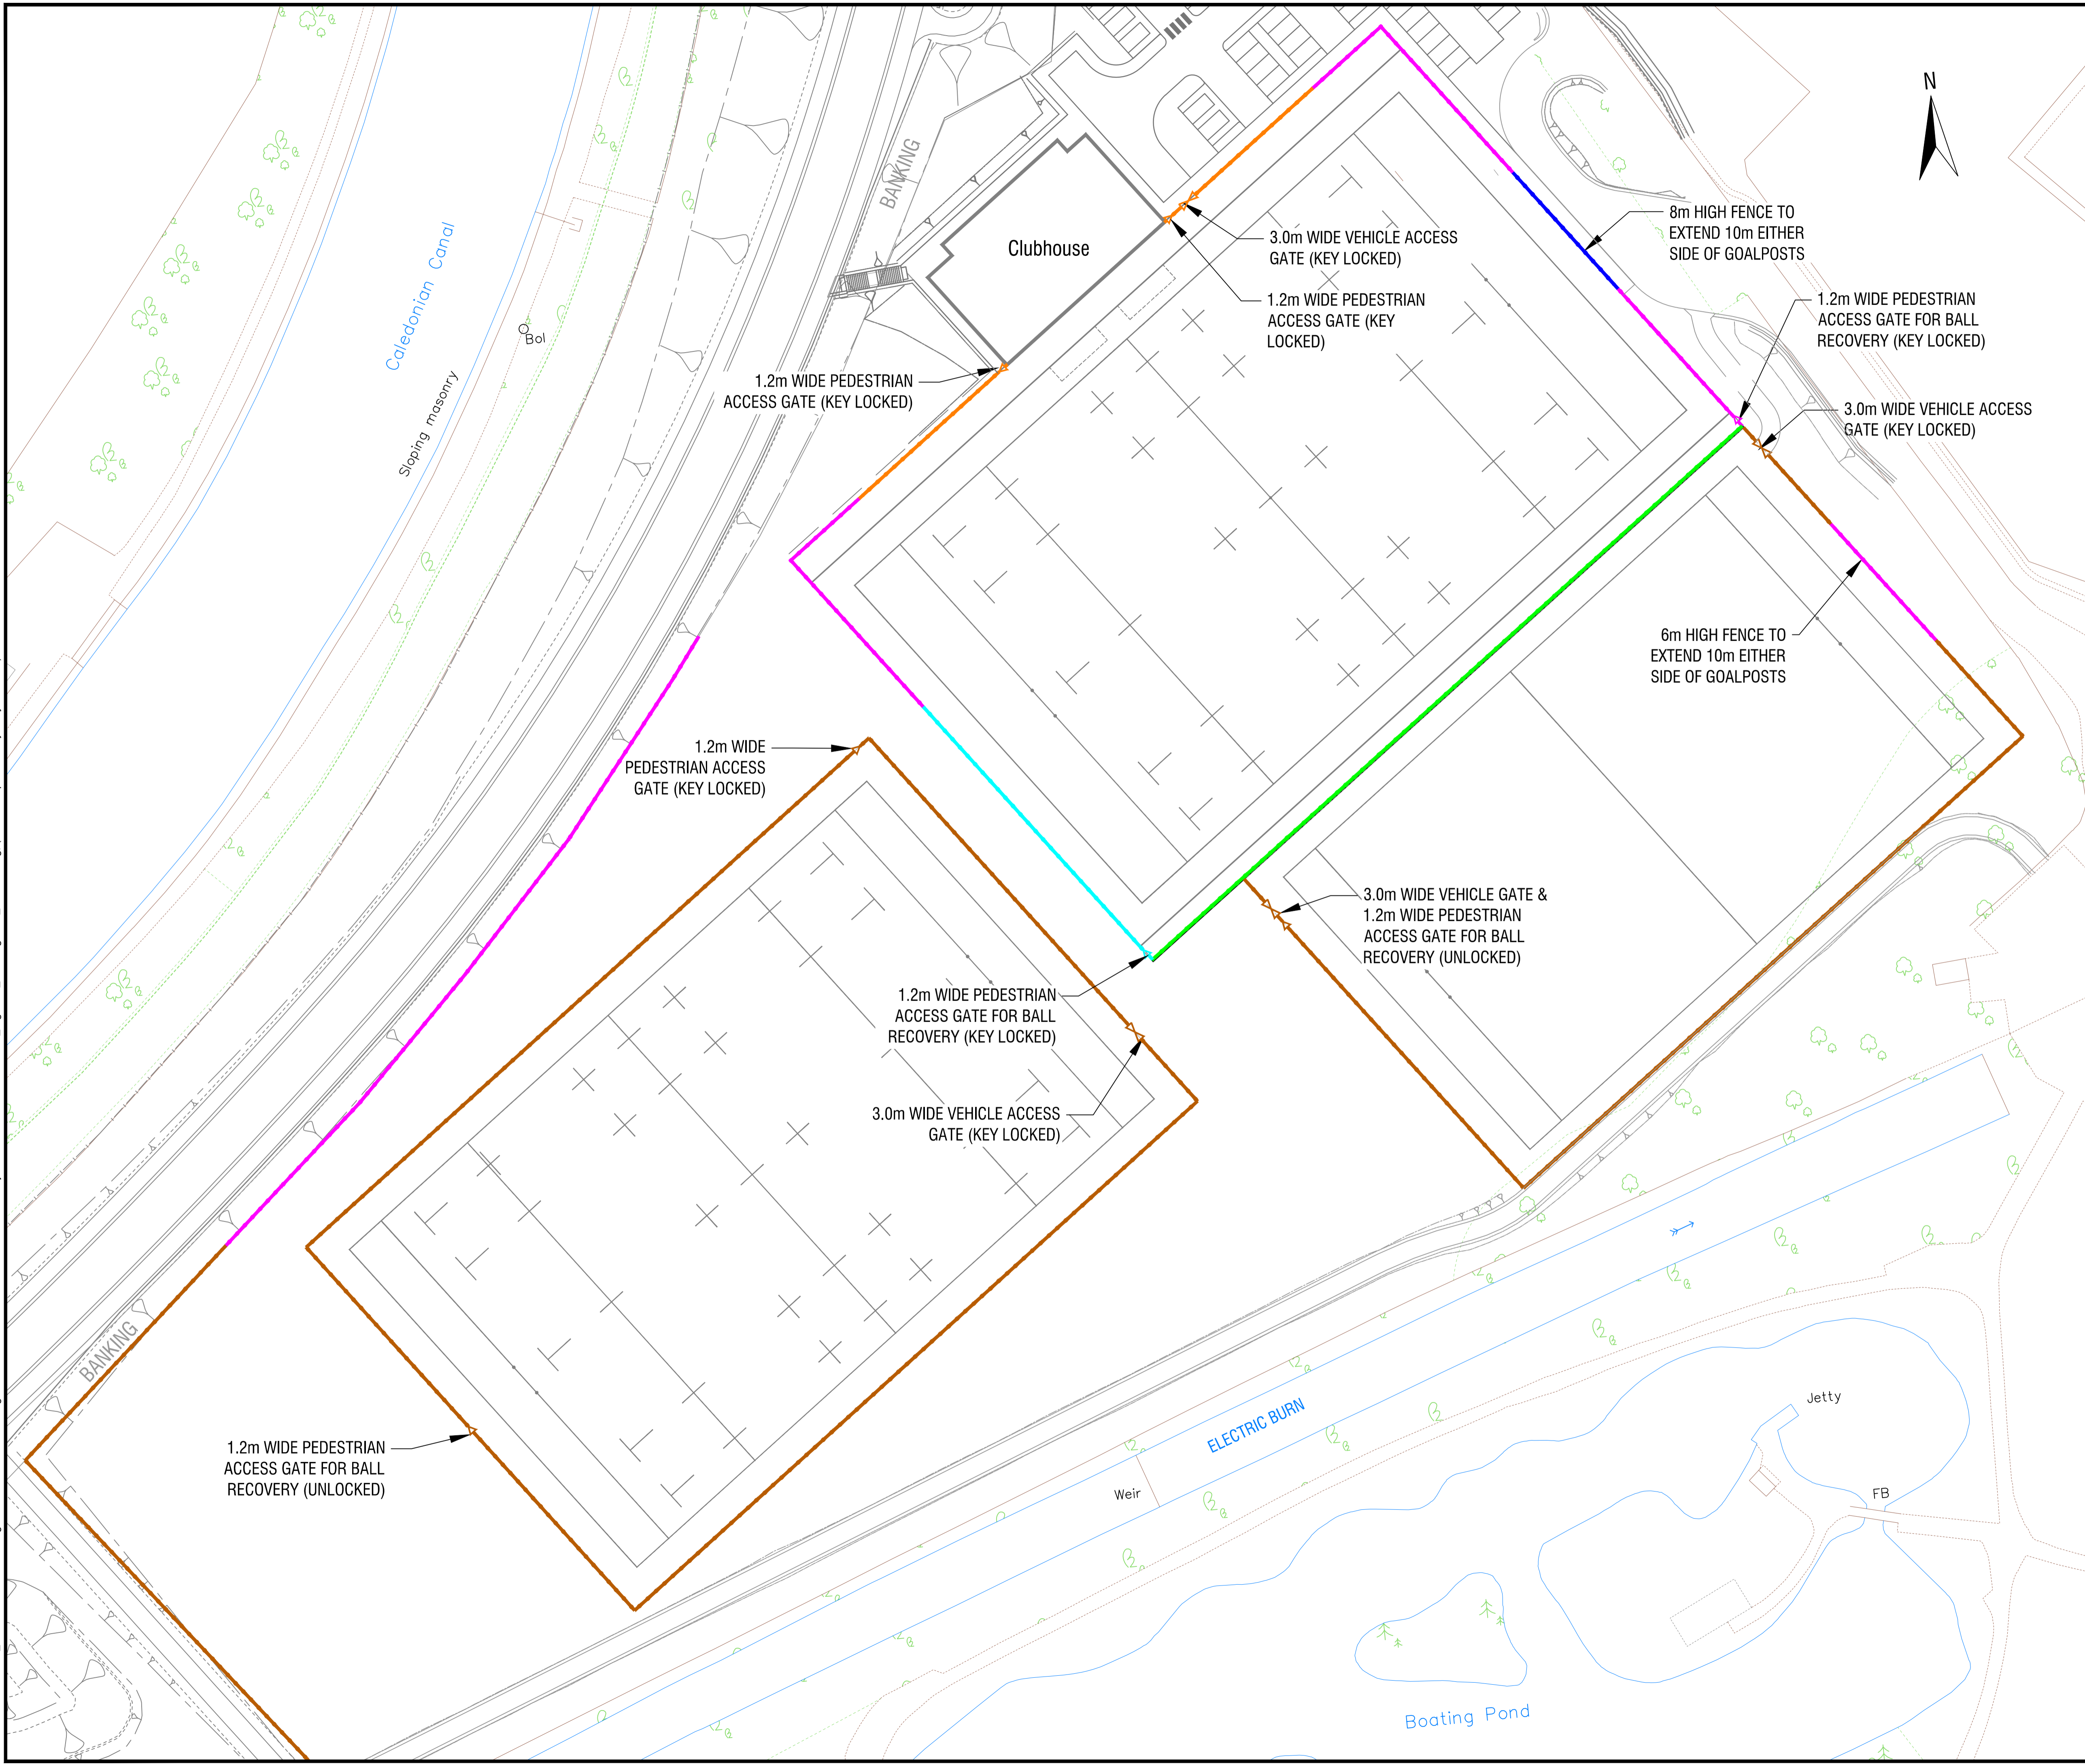 N
BANKING
Caledonian Canal
Clubhouse
8m HIGH FENCE TO
EXTEND 10m EITHER
SIDE OF GOALPOSTS
3.0m WIDE VEHICLE ACCESS
GATE (KEY LOCKED)
1.2m WIDE PEDESTRIAN
ACCESS GATE (KEY
LOCKED)
1.2m WIDE PEDESTRIAN
ACCESS GATE FOR BALL
RECOVERY (KEY LOCKED)
Bol
Sloping masonry
1.2m WIDE PEDESTRIAN
ACCESS GATE (KEY LOCKED)
3.0m WIDE VEHICLE ACCESS
GATE (KEY LOCKED)
6m HIGH FENCE TO
EXTEND 10m EITHER
SIDE OF GOALPOSTS
1.2m WIDE
PEDESTRIAN ACCESS
GATE (KEY LOCKED)
3.0m WIDE VEHICLE GATE &
1.2m WIDE PEDESTRIAN
ACCESS GATE FOR BALL
RECOVERY (UNLOCKED)
1.2m WIDE PEDESTRIAN
ACCESS GATE FOR BALL
RECOVERY (KEY LOCKED)
3.0m WIDE VEHICLE ACCESS
GATE (KEY LOCKED)
BANKING
1.2m WIDE PEDESTRIAN
ACCESS GATE FOR BALL
RECOVERY (UNLOCKED)
ELECTRIC BURN
Weir
Jetty
FB
Boating Pond